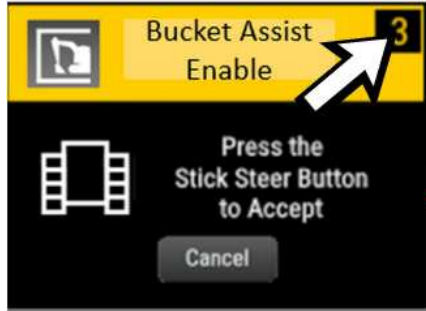 Bucket Assist
Enable
3
Press the
Stick Steer Button
to Accept
Cancel